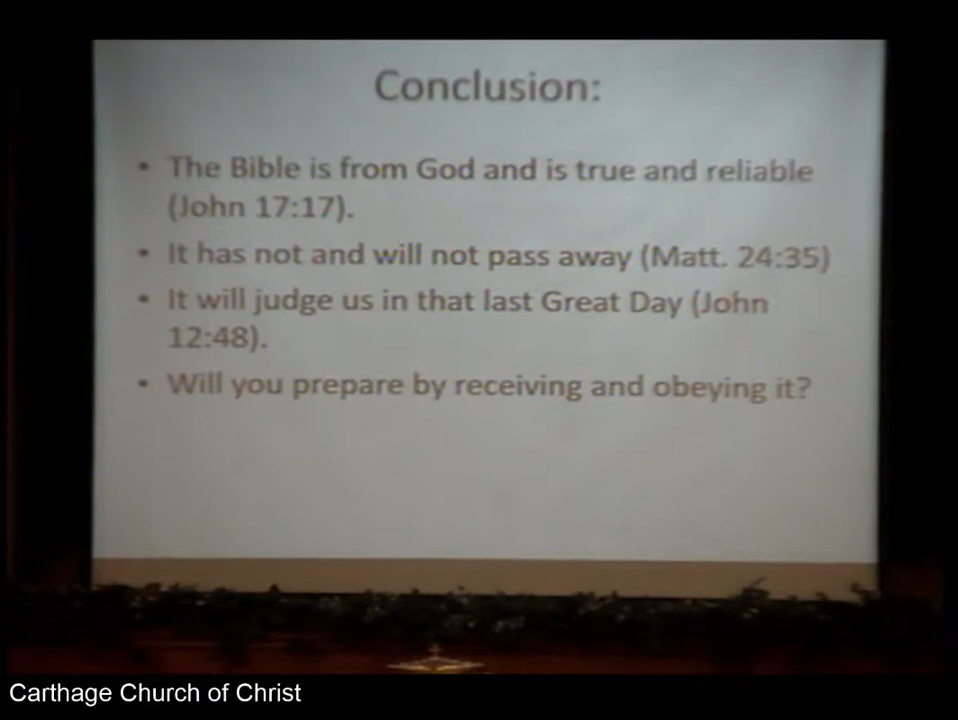 Conclusion:
• The Bible is from God and is true and reliable
(John 17:17).
• It has not and will not pass away (Matt. 24:35)
• It will judge us in that last Great Day (John
12:48).
• Will you prepare by receiving and obeying it?
Carthage Church of Christ